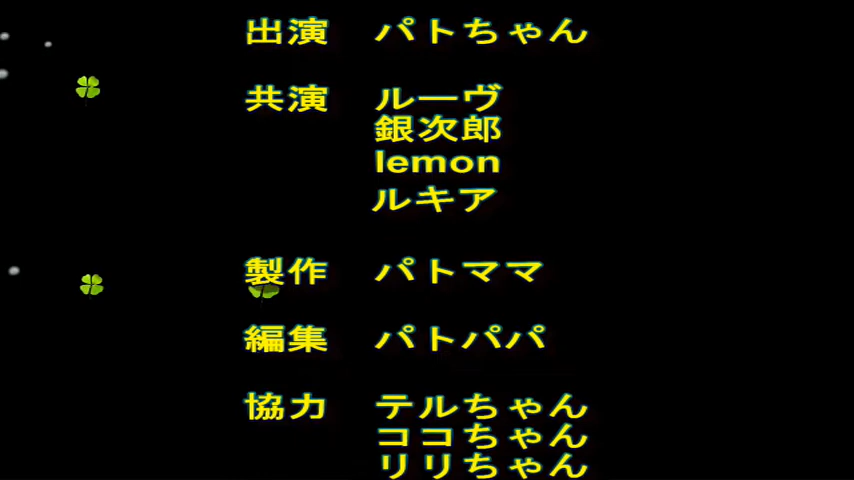 出演　パトちゃん
共演　ルーヴ
銀次郎
lemon
ルキア
製作　パトママ
編集　パトパパ
協力　テルちゃん
ココちゃん
リリちゃん